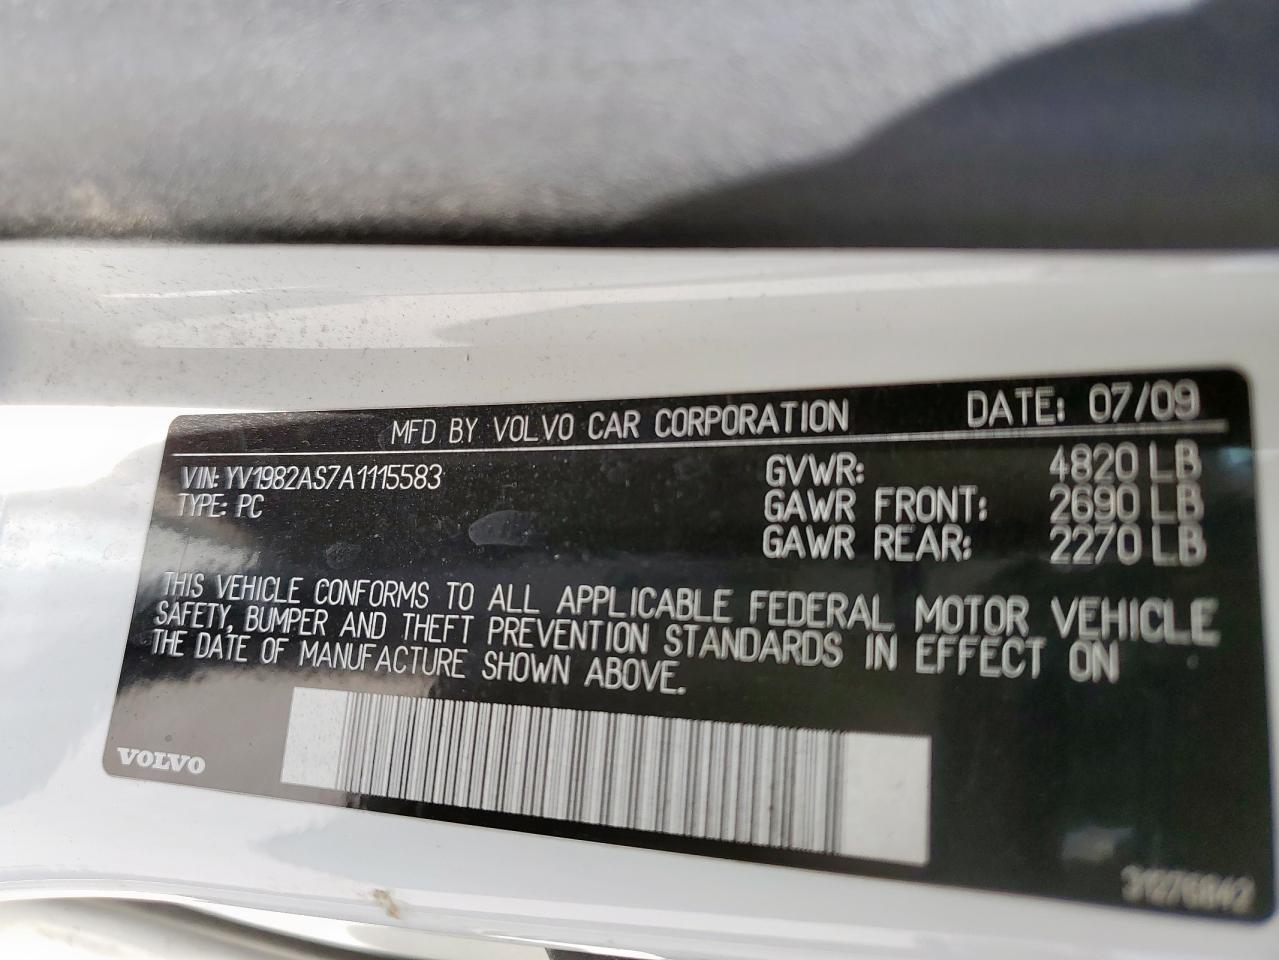 MFD BY VOLVO CAR CORPORATION DATE: 07/09
VIN: YV1982AS7A1115583 GVWR: 4820 LB
TYPE: PC GAWR FRONT: 2690 LB
GAWR REAR: 2270 LB
THIS VEHICLE CONFORMS TO ALL APPLICABLE FEDERAL MOTOR VEHICLE
SAFETY, BUMPER AND THEFT PREVENTION STANDARDS IN EFFECT ON
THE DATE OF MANUFACTURE SHOWN ABOVE.
VOLVO